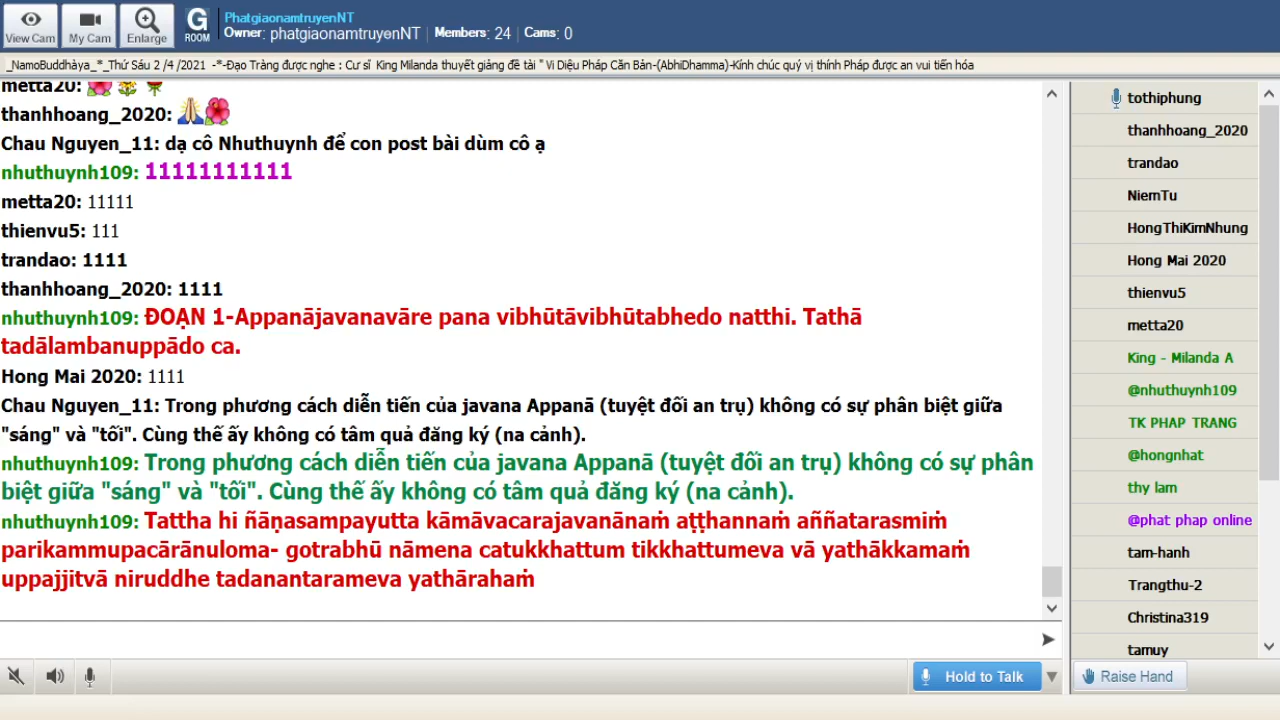 View Cam
My Cam
Enlarge
G
ROOM
PhatgiaonamtruyenNT
Owner: phatgiaonamtruyenNT | Members: 24 | Cams: 0
_NamoBuddhàya_*_Thứ Sáu 2 /4 /2021 -*-Đạo Tràng được nghe : Cư sĩ King Milanda thuyết giảng đề tài " Vi Diệu Pháp Căn Bản-(AbhiDhamma)-Kính chúc quý vị thính Pháp được an vui tiến hóa
metta20:
thanhhoang_2020:
Chau Nguyen_11: dạ cô Nhuthuynh để con post bài dùm cô ạ
nhuthuynh109: 11111111111
metta20: 11111
thienvu5: 111
trandao: 1111
thanhhoang_2020: 1111
nhuthuynh109: ĐOẠN 1-Appanājavanavāre pana vibhūtāvibhūtabhedo natthi. Tathā
tadālambanuppādo ca.
Hong Mai 2020: 1111
Chau Nguyen_11: Trong phương cách diễn tiến của javana Appanā (tuyệt đối an trụ) không có sự phân biệt giữa
"sáng" và "tối". Cùng thế ấy không có tâm quả đăng ký (na cảnh).
nhuthuynh109: Trong phương cách diễn tiến của javana Appanā (tuyệt đối an trụ) không có sự phân
biệt giữa "sáng" và "tối". Cùng thế ấy không có tâm quả đăng ký (na cảnh).
nhuthuynh109: Tattha hi ñāṇasampayutta kāmāvacarajavanānaṁ aṭṭhannaṁ aññatarasmiṁ
parikammupacārānuloma- gotrabhū nāmena catukkhattum tikkhattumeva vā yathākkamaṁ
uppajjitvā niruddhe tadanantarameva yathārahaṁ
tothiphung
thanhhoang_2020
trandao
NiemTu
HongThiKimNhung
Hong Mai 2020
thienvu5
metta20
King - Milanda A
@nhuthuynh109
TK PHAP TRANG
@hongnhat
thy lam
@phat phap online
tam-hanh
Trangthu-2
Christina319
tamuy
Hold to Talk
Raise Hand